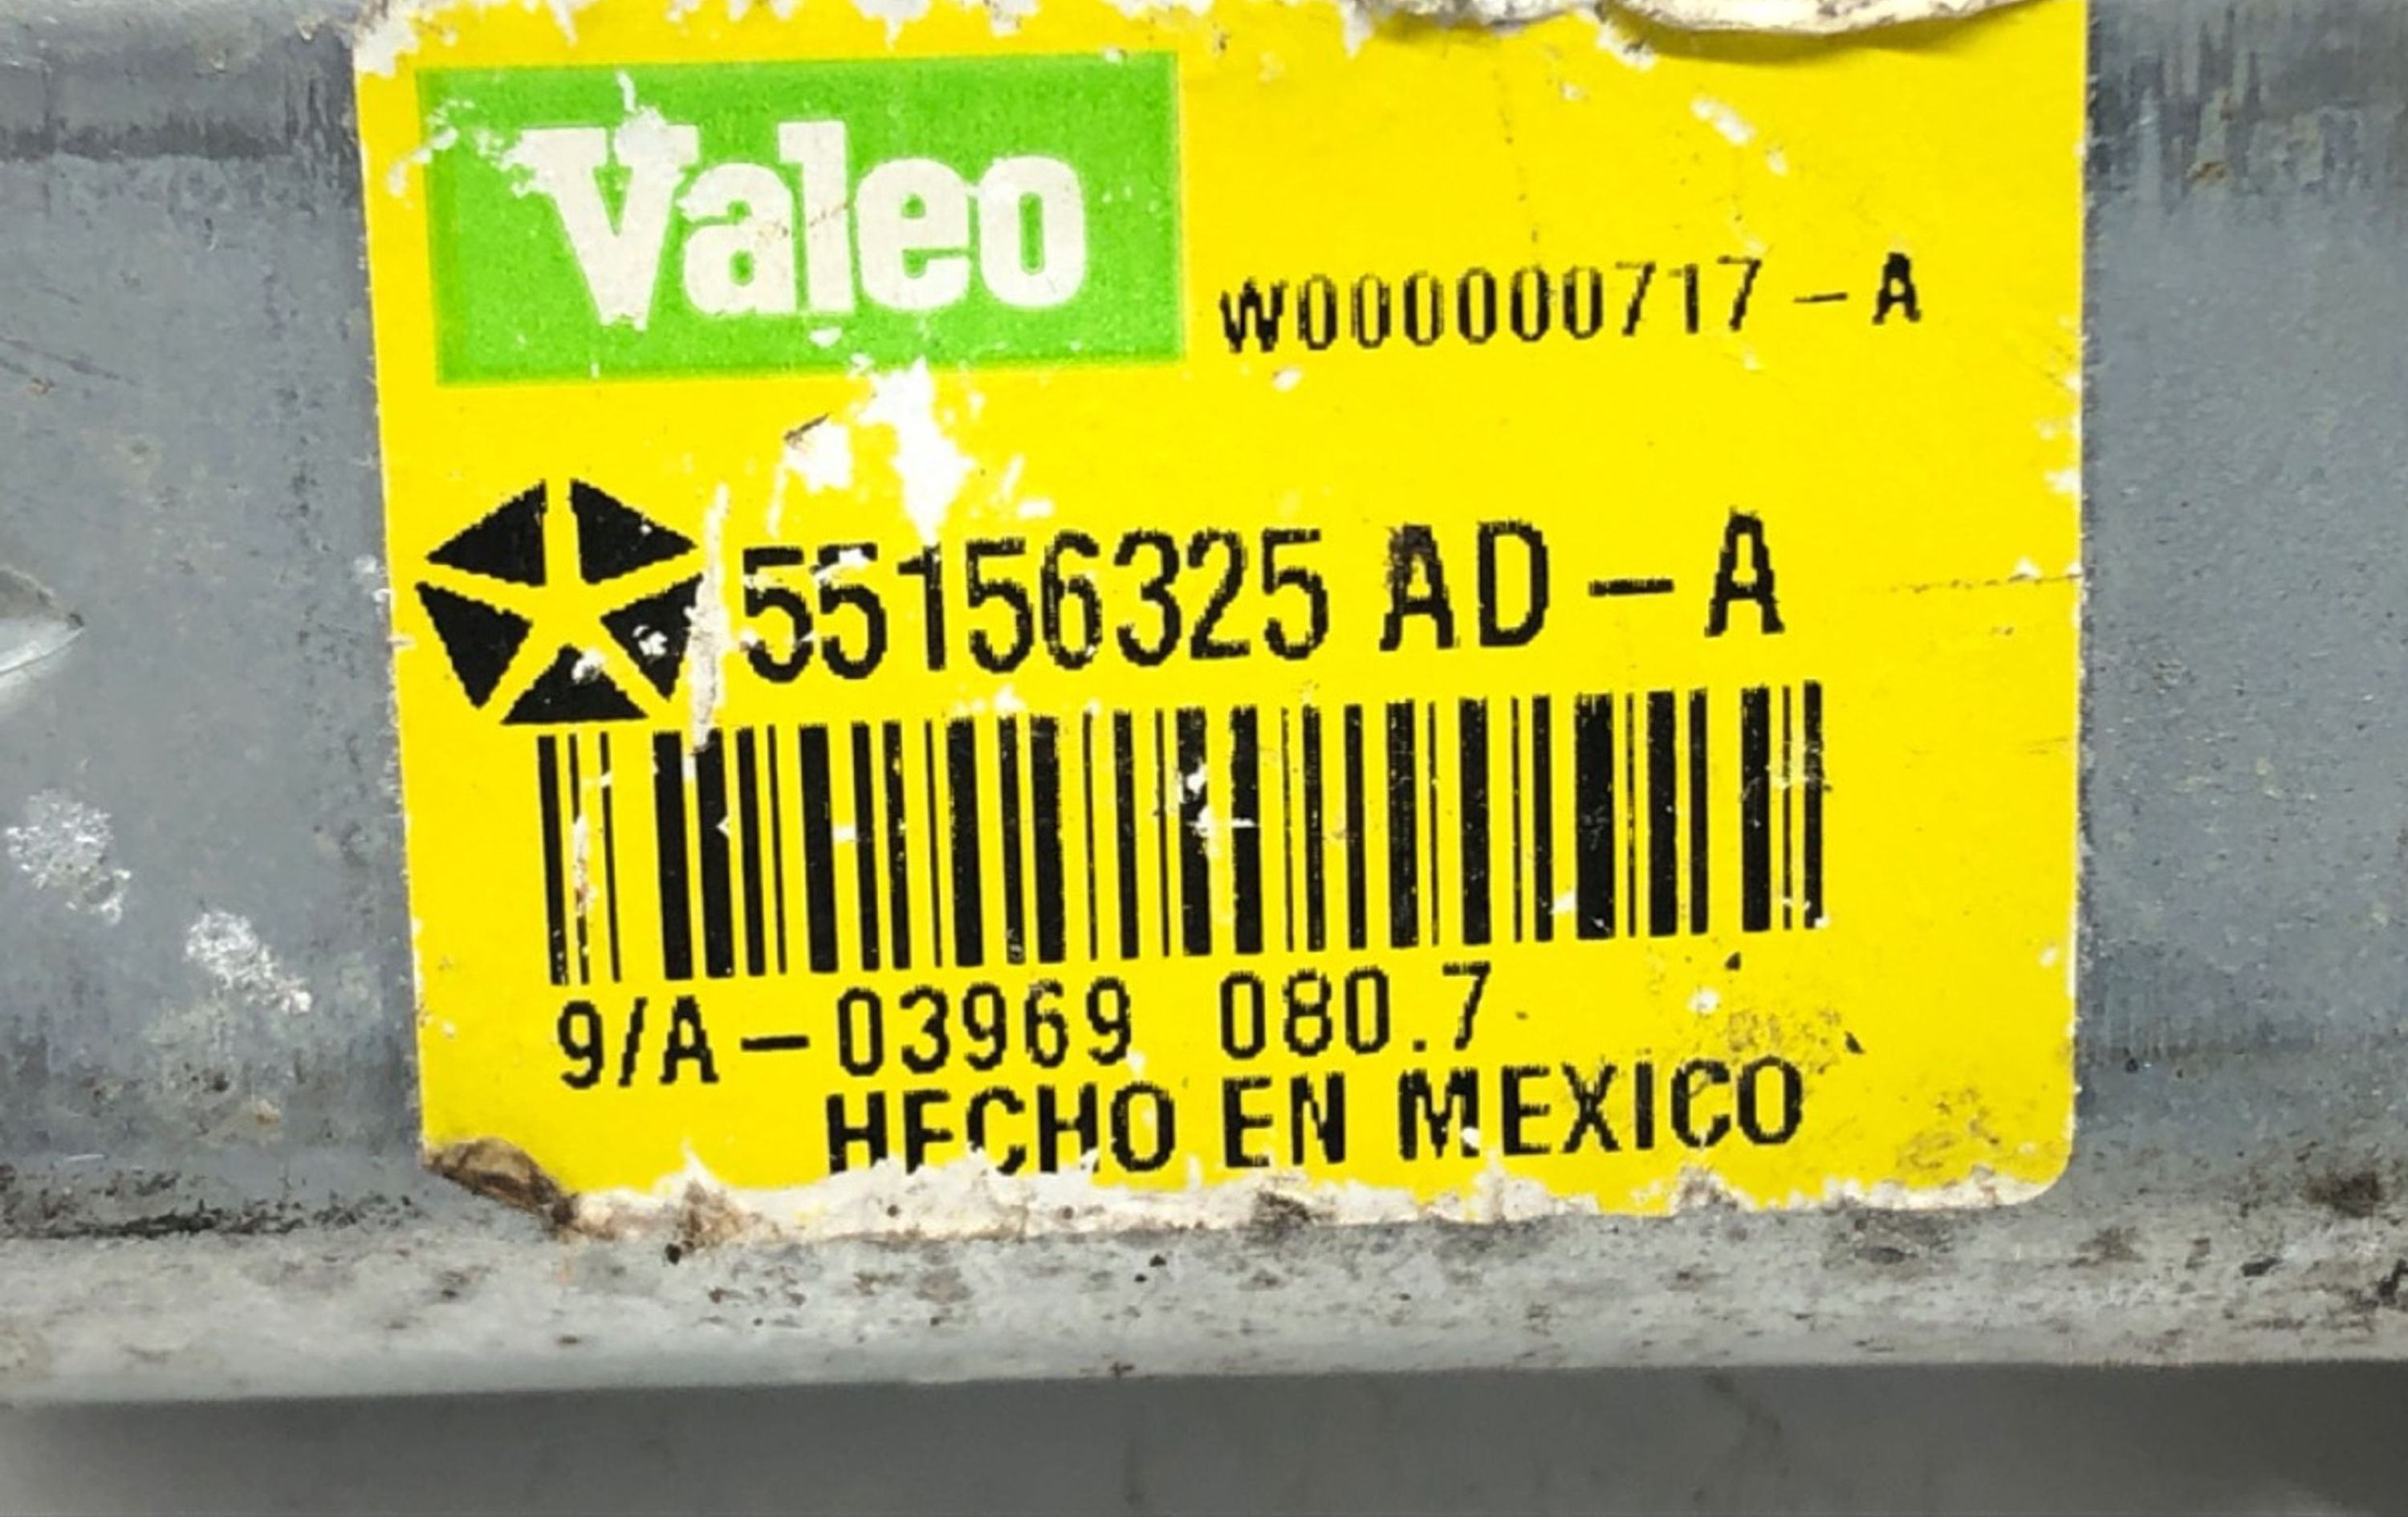 Valeo
W000000717-A
55156325 AD-A
9/A-03969 080.7
HECHO EN MEXICO